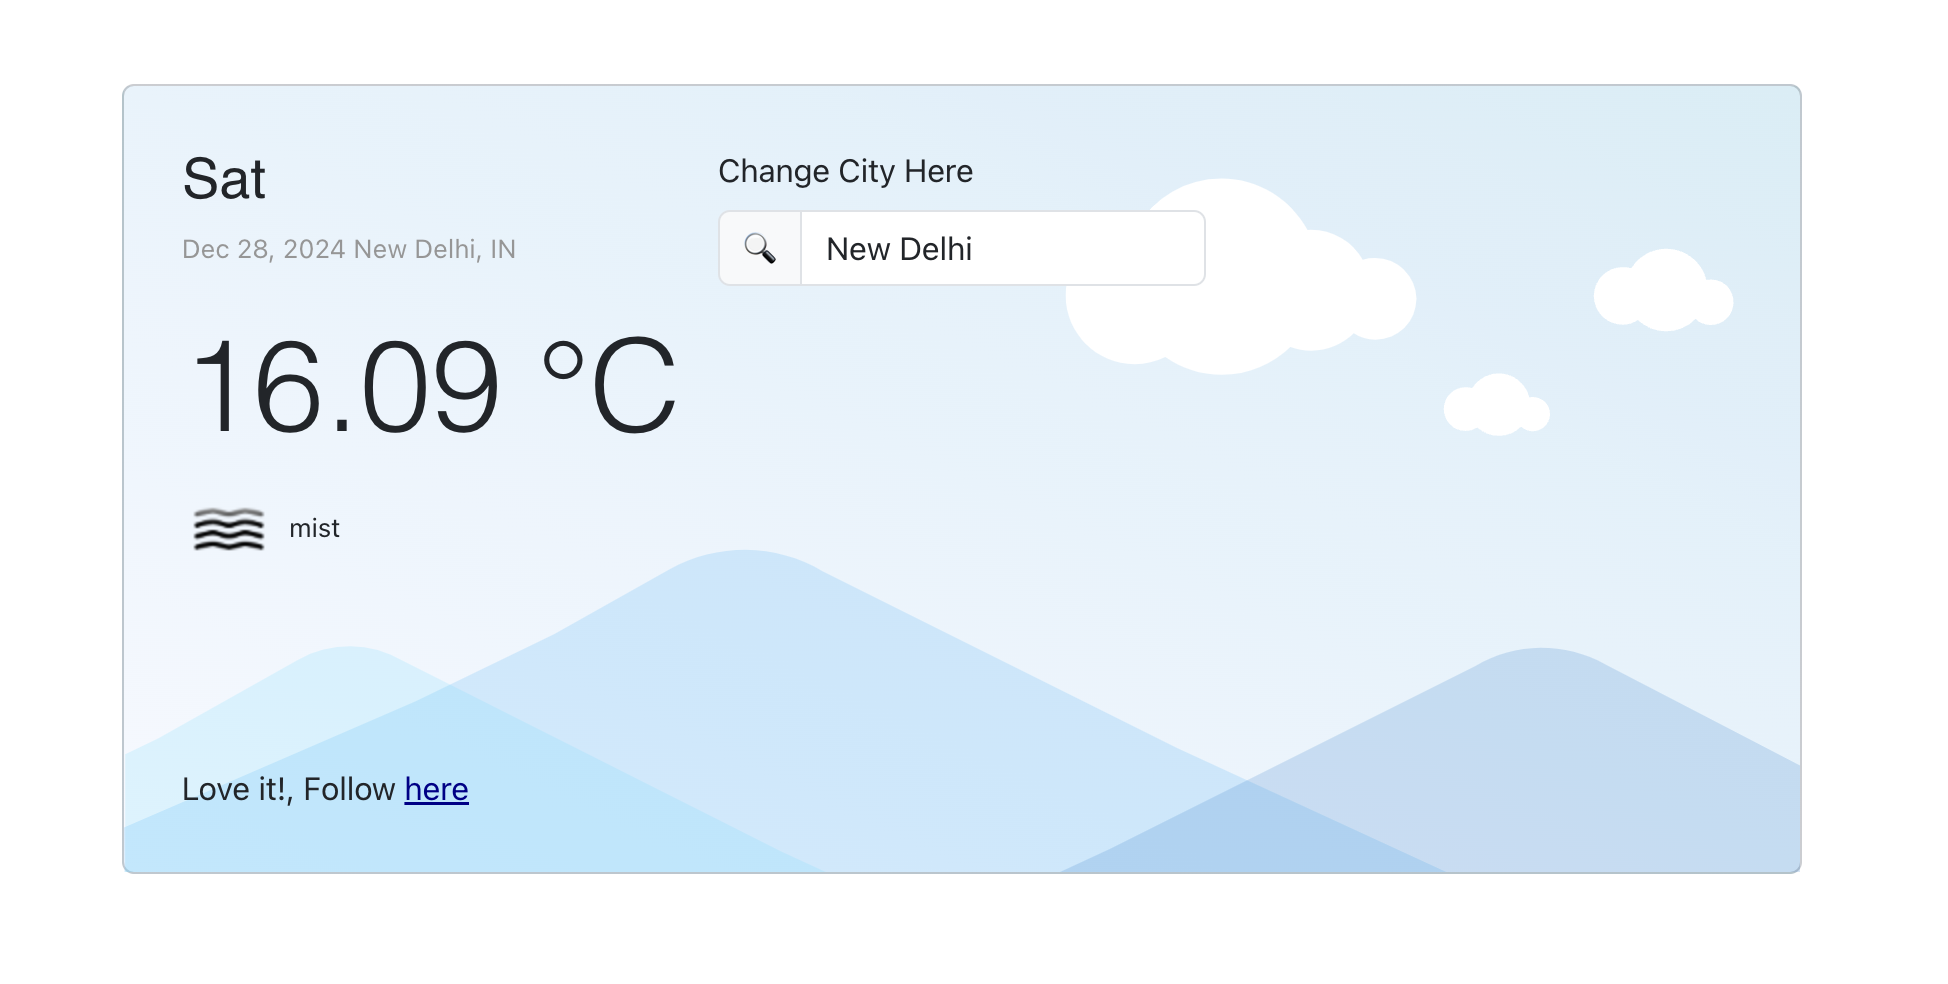 Sat
Dec 28, 2024 New Delhi, IN
16.09 °C
mist
Change City Here
New Delhi
Love it!, Follow here